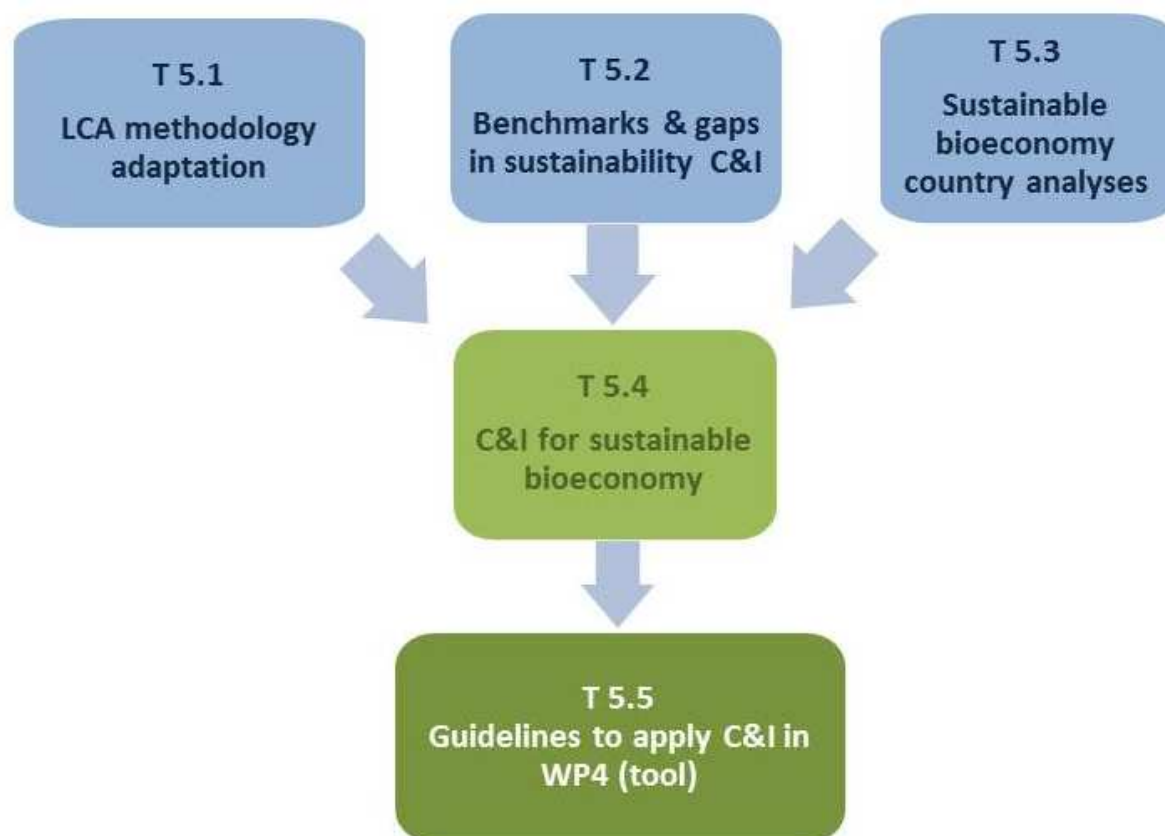 T 5.1
LCA methodology
adaptation
T 5.2
Benchmarks & gaps
in sustainability C&I
T 5.3
Sustainable
bioeconomy
country analyses
T 5.4
C&I for sustainable
bioeconomy
T 5.5
Guidelines to apply C&I in
WP4 (tool)